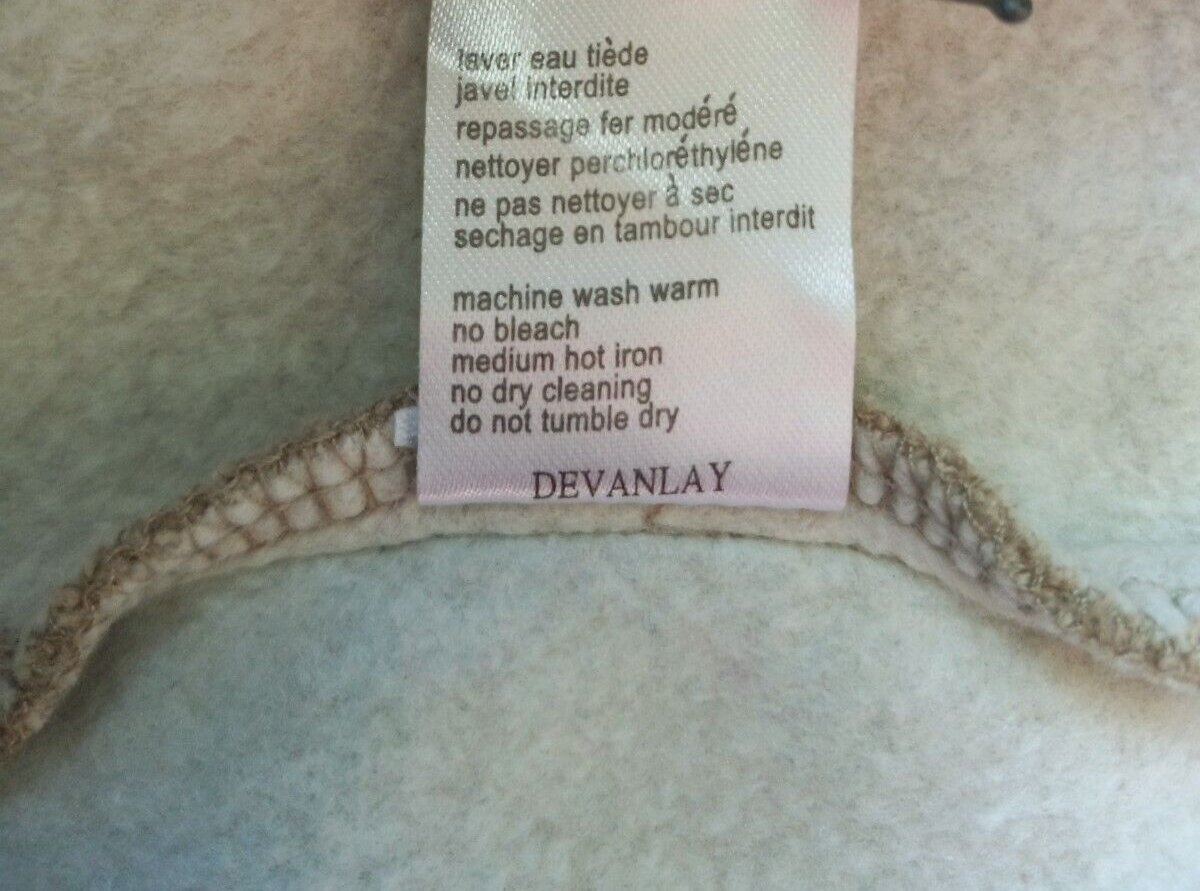 laver eau tiède
javel interdite
repassage fer modéré
nettoyer perchloréthyléne
ne pas nettoyer à sec
sechage en tambour interdit
machine wash warm
no bleach
medium hot iron
no dry cleaning
do not tumble dry
DEVANLAY